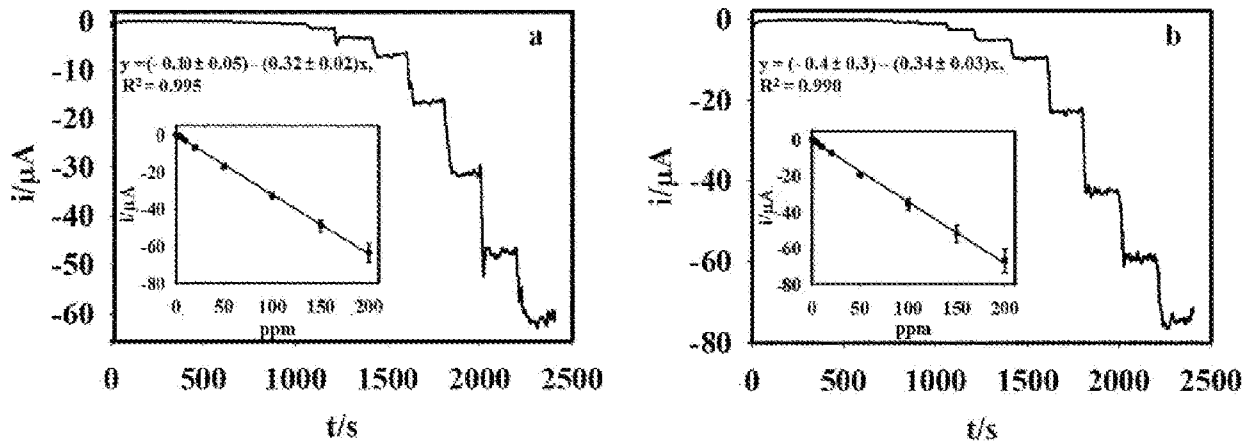 a
y = (- 0.10 ± 0.05) – (0.32 ± 0.02)x,
R² = 0.995
0
-10
-20
-30
-40
-50
-60
i/µA
0
-20
-40
-60
-80
i/µA
0 50 100 150 200
ppm
0 500 1000 1500 2000 2500
t/s
b
y = (- 0.4 ± 0.3) – (0.34 ± 0.03)x,
R² = 0.990
0
-20
-40
-60
-80
i/µA
0
-20
-40
-60
-80
i/µA
0 50 100 150 200
ppm
0 500 1000 1500 2000 2500
t/s